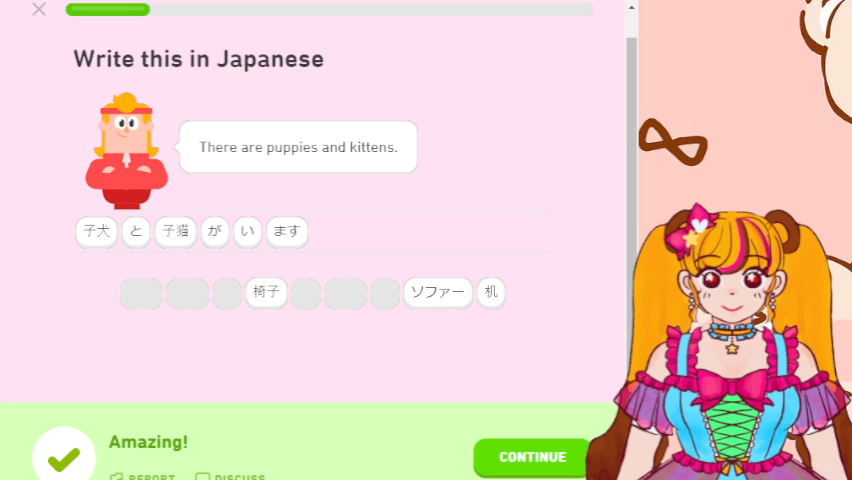 Write this in Japanese
There are puppies and kittens.
子犬 と 子猫 が い ます
椅子 ソファー 机
Amazing!
CONTINUE
REPORT DISCUSS